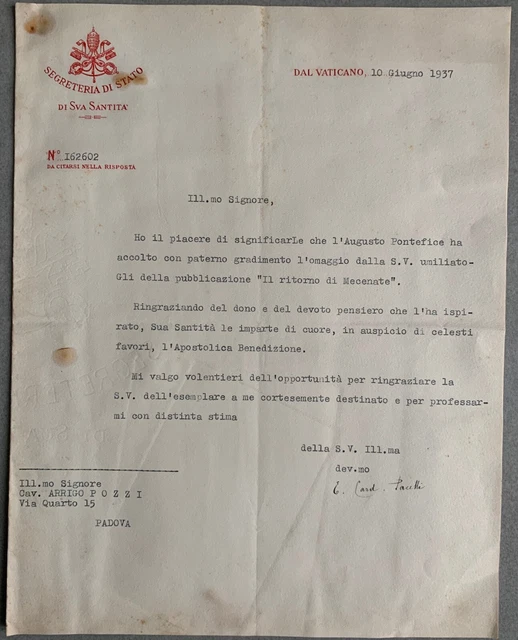 SEGRETERIA DI STATO
DI SVA SANTITA'
DAL VATICANO, 10 Giugno 1937
No 162602
DA CITARSI NELLA RISPOSTA
Ill.mo Signore,
Ho il piacere di significarLe che l'Augusto Pontefice ha
accolto con paterno gradimento l'omaggio dalla S.V. umiliato-
Gli della pubblicazione "Il ritorno di Mecenate".
Ringraziando del dono e del devoto pensiero che l'ha ispi-
rato, Sua Santità le imparte di cuore, in auspicio di celesti
favori, l'Apostolica Benedizione.
Mi valgo volentieri dell'opportunità per ringraziare la
S.V. dell'esemplare a me cortesemente destinato e per professar-
mi con distinta stima
della S.V. Ill.ma
dev.mo
E. Card. Pacelli
Ill.mo Signore
Cav. ARRIGO POZZI
Via Quarto 15
PADOVA